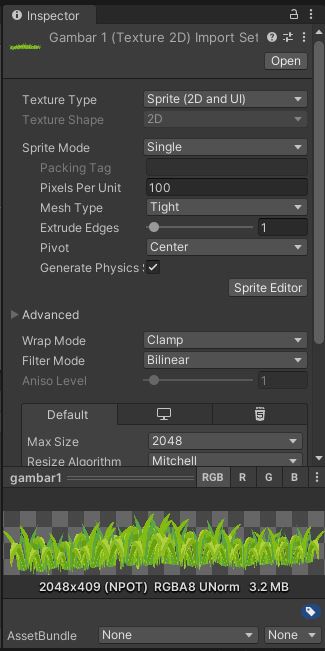 Inspector
Gambar 1 (Texture 2D) Import Set
Open
Texture Type Sprite (2D and UI)
Texture Shape 2D
Sprite Mode Single
Packing Tag
Pixels Per Unit 100
Mesh Type Tight
Extrude Edges 1
Pivot Center
Generate Physics S
Sprite Editor
Advanced
Wrap Mode Clamp
Filter Mode Bilinear
Aniso Level 1
Default
Max Size 2048
Resize Algorithm Mitchell
gambar1 RGB R G B
2048x409 (NPOT) RGBA8 UNorm 3.2 MB
AssetBundle None None